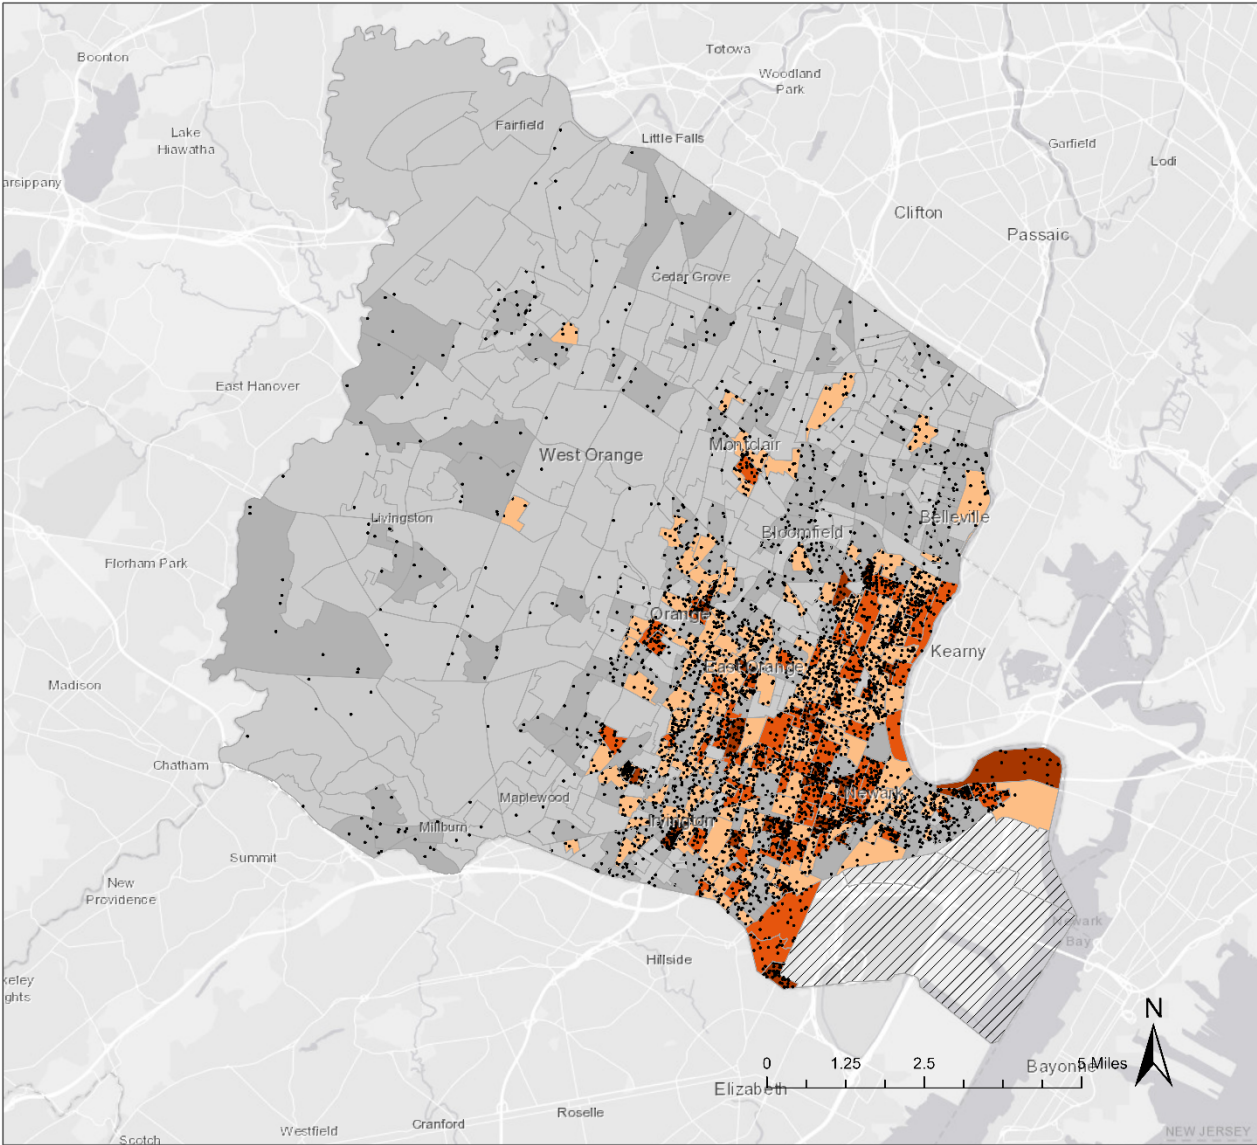 Totowa
Boonton
Woodland
Park
Lake
Hiawatha
Fairfield
Little Falls
Garfield
Lodi
arsippany
Clifton
Passaic
Cedar Grove
East Hanover
Montclair
West Orange
Livingston
Belleville
Bloomfield
Florham Park
Orange
Kearny
East Orange
Madison
Chatham
Maplewood
Newark
Irvington
Millburn
Summit
New
Providence
Newark
Bay
Hillside
keley
ghts
N
0 1.25 2.5 5 Miles
Bayonne
Elizabeth
Roselle
Cranford
Westfield
Scotch
NEW JERSEY